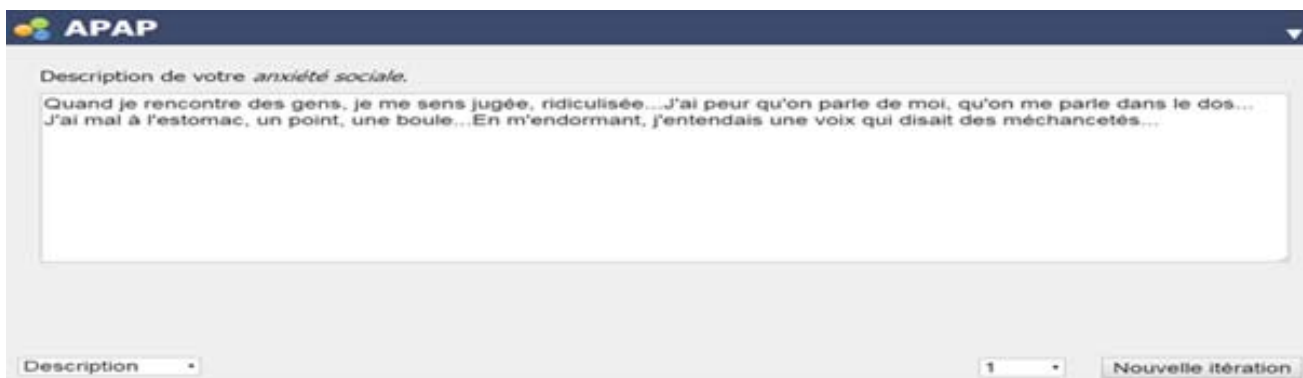 APAP
Description de votre anxiété sociale.
Quand je rencontre des gens, je me sens jugée, ridiculisée...J'ai peur qu'on parle de moi, qu'on me parle dans le dos...
J'ai mal à l'estomac, un point, une boule...En m'endormant, j'entendais une voix qui disait des méchancetés...
Description
1
Nouvelle itération